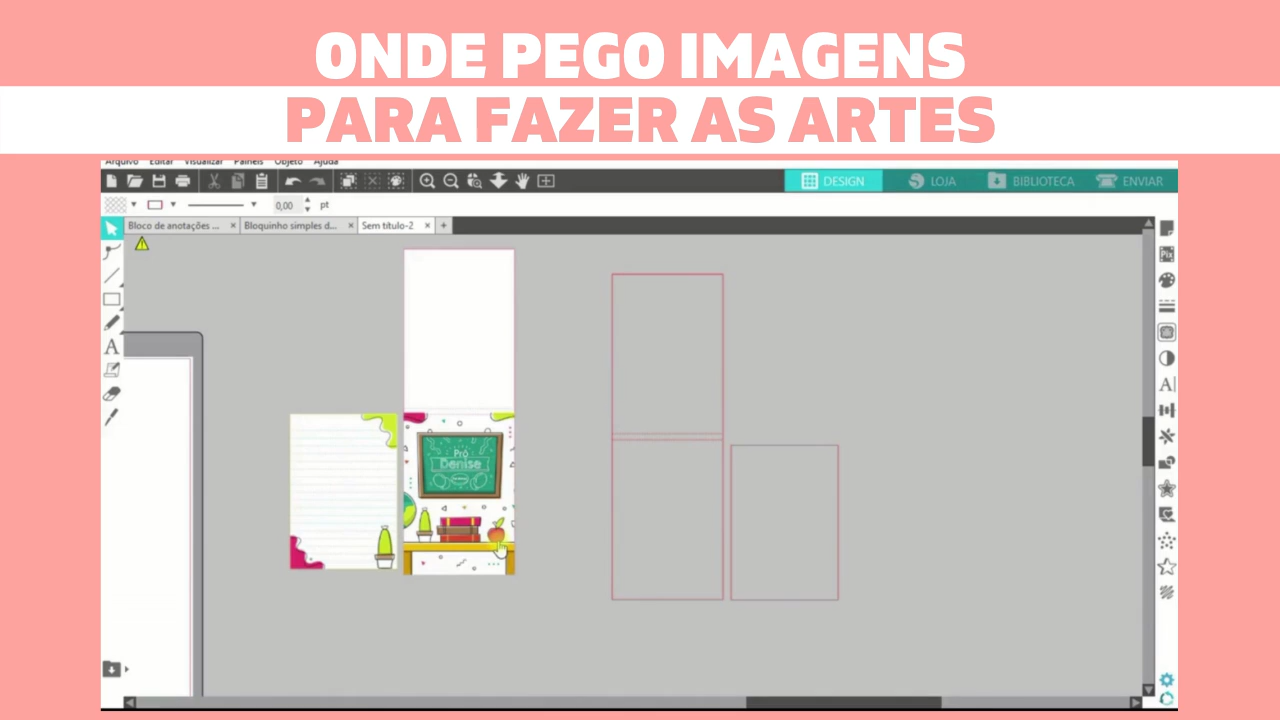 ONDE PEGO IMAGENS
PARA FAZER AS ARTES
Arquivo Editar Visualizar Painéis Objeto Ajuda
DESIGN LOJA BIBLIOTECA ENVIAR
0,00 pt
Bloco de anotações ... Bloquinho simples d... Sem título-2
Pix
Pró
Denise